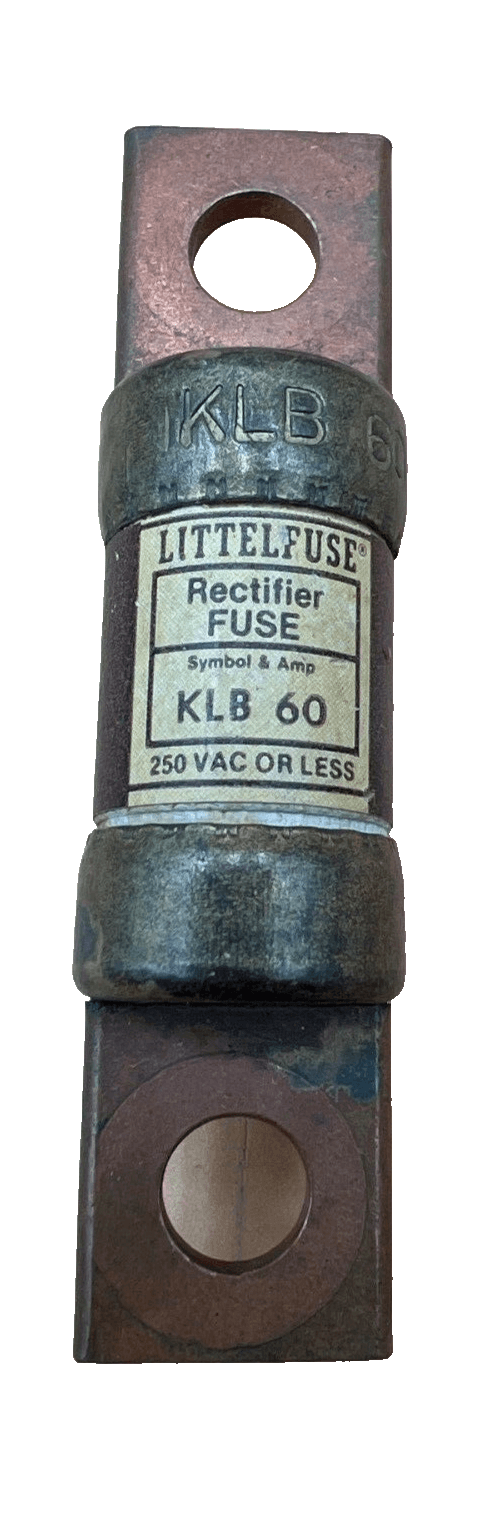 KLB 60
LITTELFUSE®
Rectifier
FUSE
Symbol & Amp
KLB 60
250 VAC OR LESS